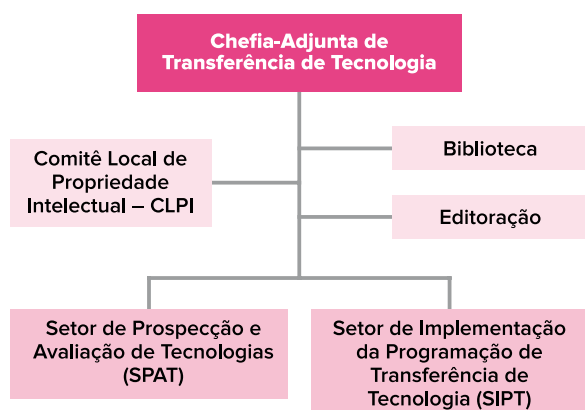 Chefia-Adjunta de
Transferência de Tecnologia
Comitê Local de
Propriedade
Intelectual – CLPI
Biblioteca
Editoração
Setor de Prospecção e
Avaliação de Tecnologias
(SPAT)
Setor de Implementação
da Programação de
Transferência de
Tecnologia (SIPT)